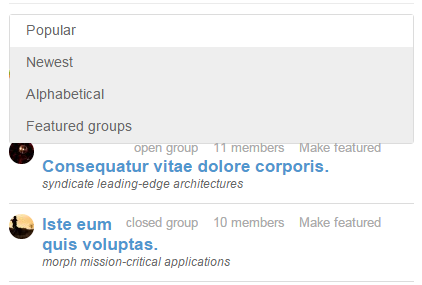 Popular
Newest
Alphabetical
Featured groups
open group 11 members Make featured
Consequatur vitae dolore corporis.
syndicate leading-edge architectures
Iste eum closed group 10 members Make featured
quis voluptas.
morph mission-critical applications